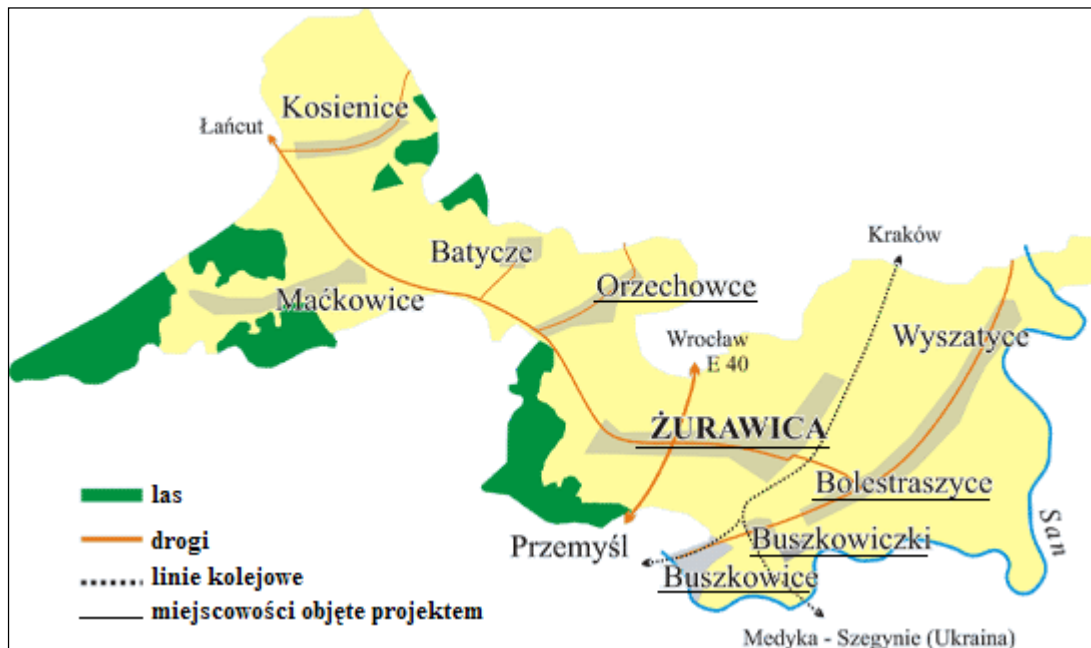 Kosienice
Łańcut
Batycze
Maćkowice
Orzechowce
Kraków
Wrocław
E 40
Wyszatyce
ŻURAWICA
Bolestraszyce
San
Przemyśl
Buszkowiczki
Buszkowice
Medyka - Szegynie (Ukraina)
las
drogi
linie kolejowe
miejscowości objęte projektem